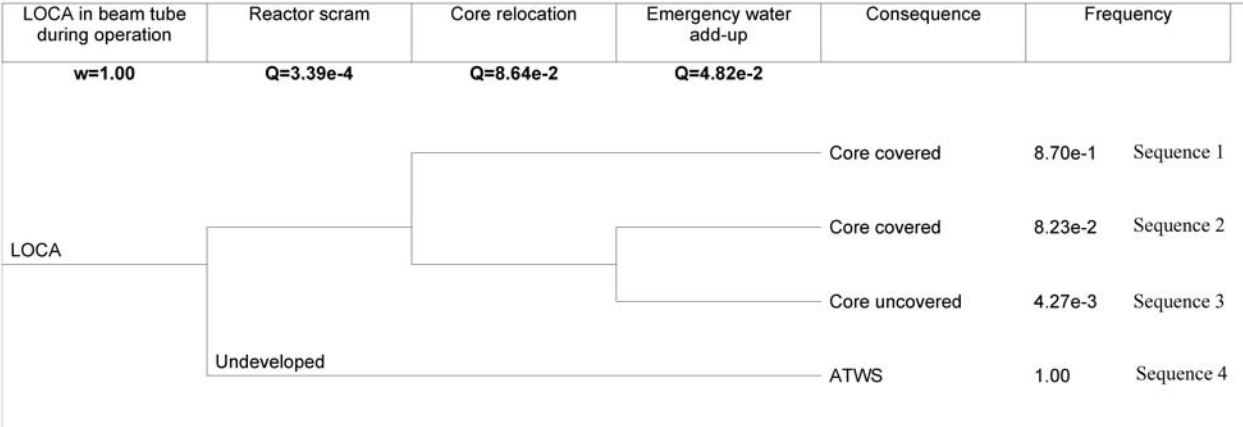 LOCA in beam tube
during operation
Reactor scram
Core relocation
Emergency water
add-up
Consequence
Frequency
w=1.00
Q=3.39e-4
Q=8.64e-2
Q=4.82e-2
Core covered 8.70e-1 Sequence 1
Core covered 8.23e-2 Sequence 2
LOCA
Core uncovered 4.27e-3 Sequence 3
Undeveloped
ATWS 1.00 Sequence 4